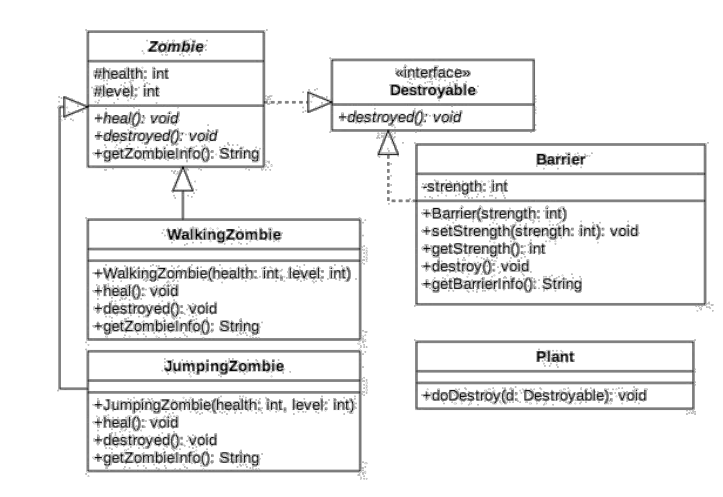 Zombie
#health: int
#level: int
+heal(): void
+destroyed(): void
+getZombieInfo(): String
«interface»
Destroyable
+destroyed(): void
Barrier
-strength: int
+Barrier(strength: int)
+setStrength(strength: int): void
+getStrength(): int
+destroy(): void
+getBarrierInfo(): String
WalkingZombie
+WalkingZombie(health: int, level: int)
+heal(): void
+destroyed(): void
+getZombieInfo(): String
JumpingZombie
+JumpingZombie(health: int, level: int)
+heal(): void
+destroyed(): void
+getZombieInfo(): String
Plant
+doDestroy(d: Destroyable): void